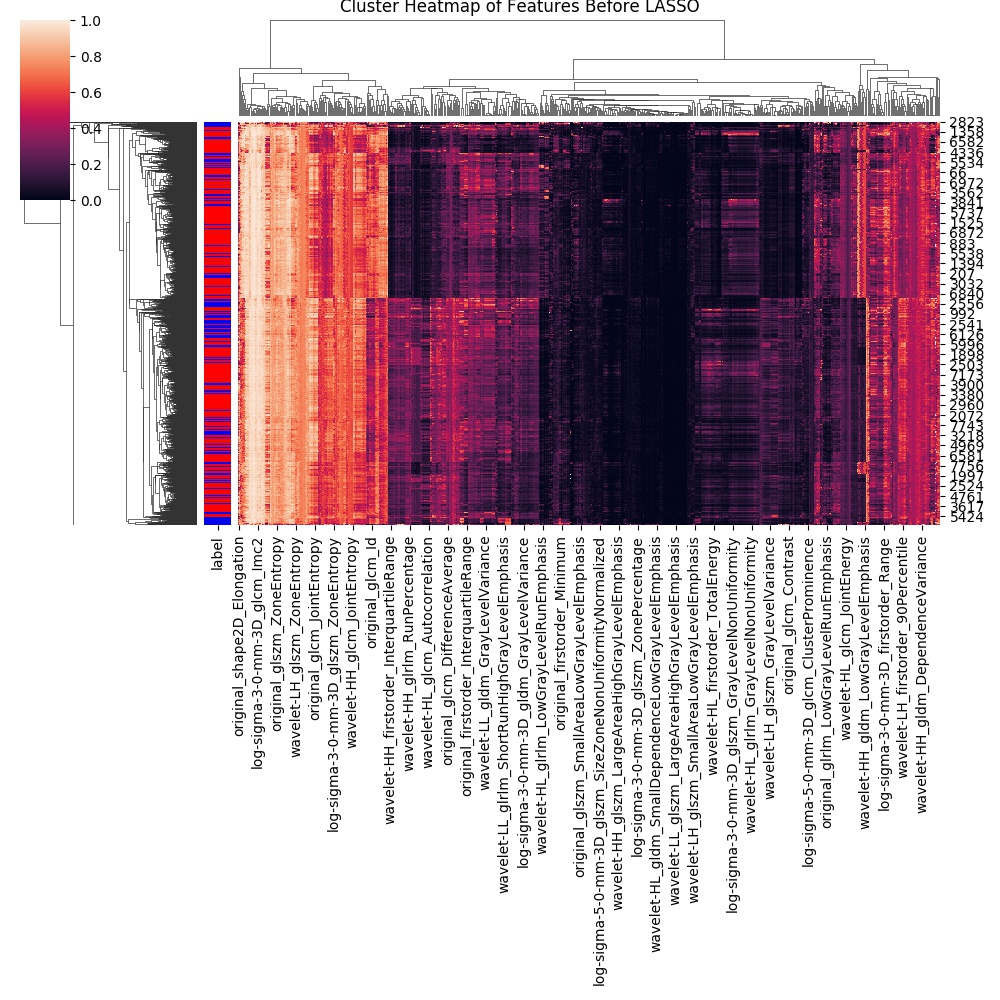 Cluster Heatmap of Features Before LASSO
1.0
0.8
0.6
0.4
0.2
0.0
2823
1358
6582
4336
5534
66
6972
3562
3841
5737
1525
6872
883
5538
1394
207
3032
6840
2556
992
2541
6126
5996
1898
2503
7173
3900
3380
2960
2072
7743
3218
4969
6581
7756
1997
2524
4761
3617
5424
label
original_shape2D_Elongation
log-sigma-3-0-mm-3D_glcm_Imc2
original_glszm_ZoneEntropy
wavelet-LH_glszm_ZoneEntropy
original_glcm_JointEntropy
log-sigma-3-0-mm-3D_glszm_ZoneEntropy
wavelet-HH_glcm_JointEntropy
original_glcm_Id
wavelet-HH_firstorder_InterquartileRange
wavelet-HH_glrlm_RunPercentage
wavelet-HL_glcm_Autocorrelation
original_glcm_DifferenceAverage
original_firstorder_InterquartileRange
wavelet-LL_gldm_GrayLevelVariance
wavelet-LL_glrlm_ShortRunHighGrayLevelEmphasis
log-sigma-3-0-mm-3D_gldm_GrayLevelVariance
wavelet-HL_glrlm_LowGrayLevelRunEmphasis
original_firstorder_Minimum
original_glszm_SmallAreaLowGrayLevelEmphasis
log-sigma-5-0-mm-3D_glszm_SizeZoneNonUniformityNormalized
wavelet-HH_glszm_LargeAreaHighGrayLevelEmphasis
log-sigma-3-0-mm-3D_glszm_ZonePercentage
wavelet-HL_gldm_SmallDependenceLowGrayLevelEmphasis
wavelet-LL_glszm_LargeAreaHighGrayLevelEmphasis
wavelet-LH_glszm_SmallAreaLowGrayLevelEmphasis
wavelet-HL_firstorder_TotalEnergy
log-sigma-3-0-mm-3D_glszm_GrayLevelNonUniformity
wavelet-HL_glrlm_GrayLevelNonUniformity
wavelet-LH_glszm_GrayLevelVariance
original_glcm_Contrast
log-sigma-5-0-mm-3D_glcm_ClusterProminence
original_glrlm_LowGrayLevelRunEmphasis
wavelet-HL_glcm_JointEnergy
wavelet-HH_gldm_LowGrayLevelEmphasis
log-sigma-3-0-mm-3D_firstorder_Range
wavelet-LH_firstorder_90Percentile
wavelet-HH_gldm_DependenceVariance